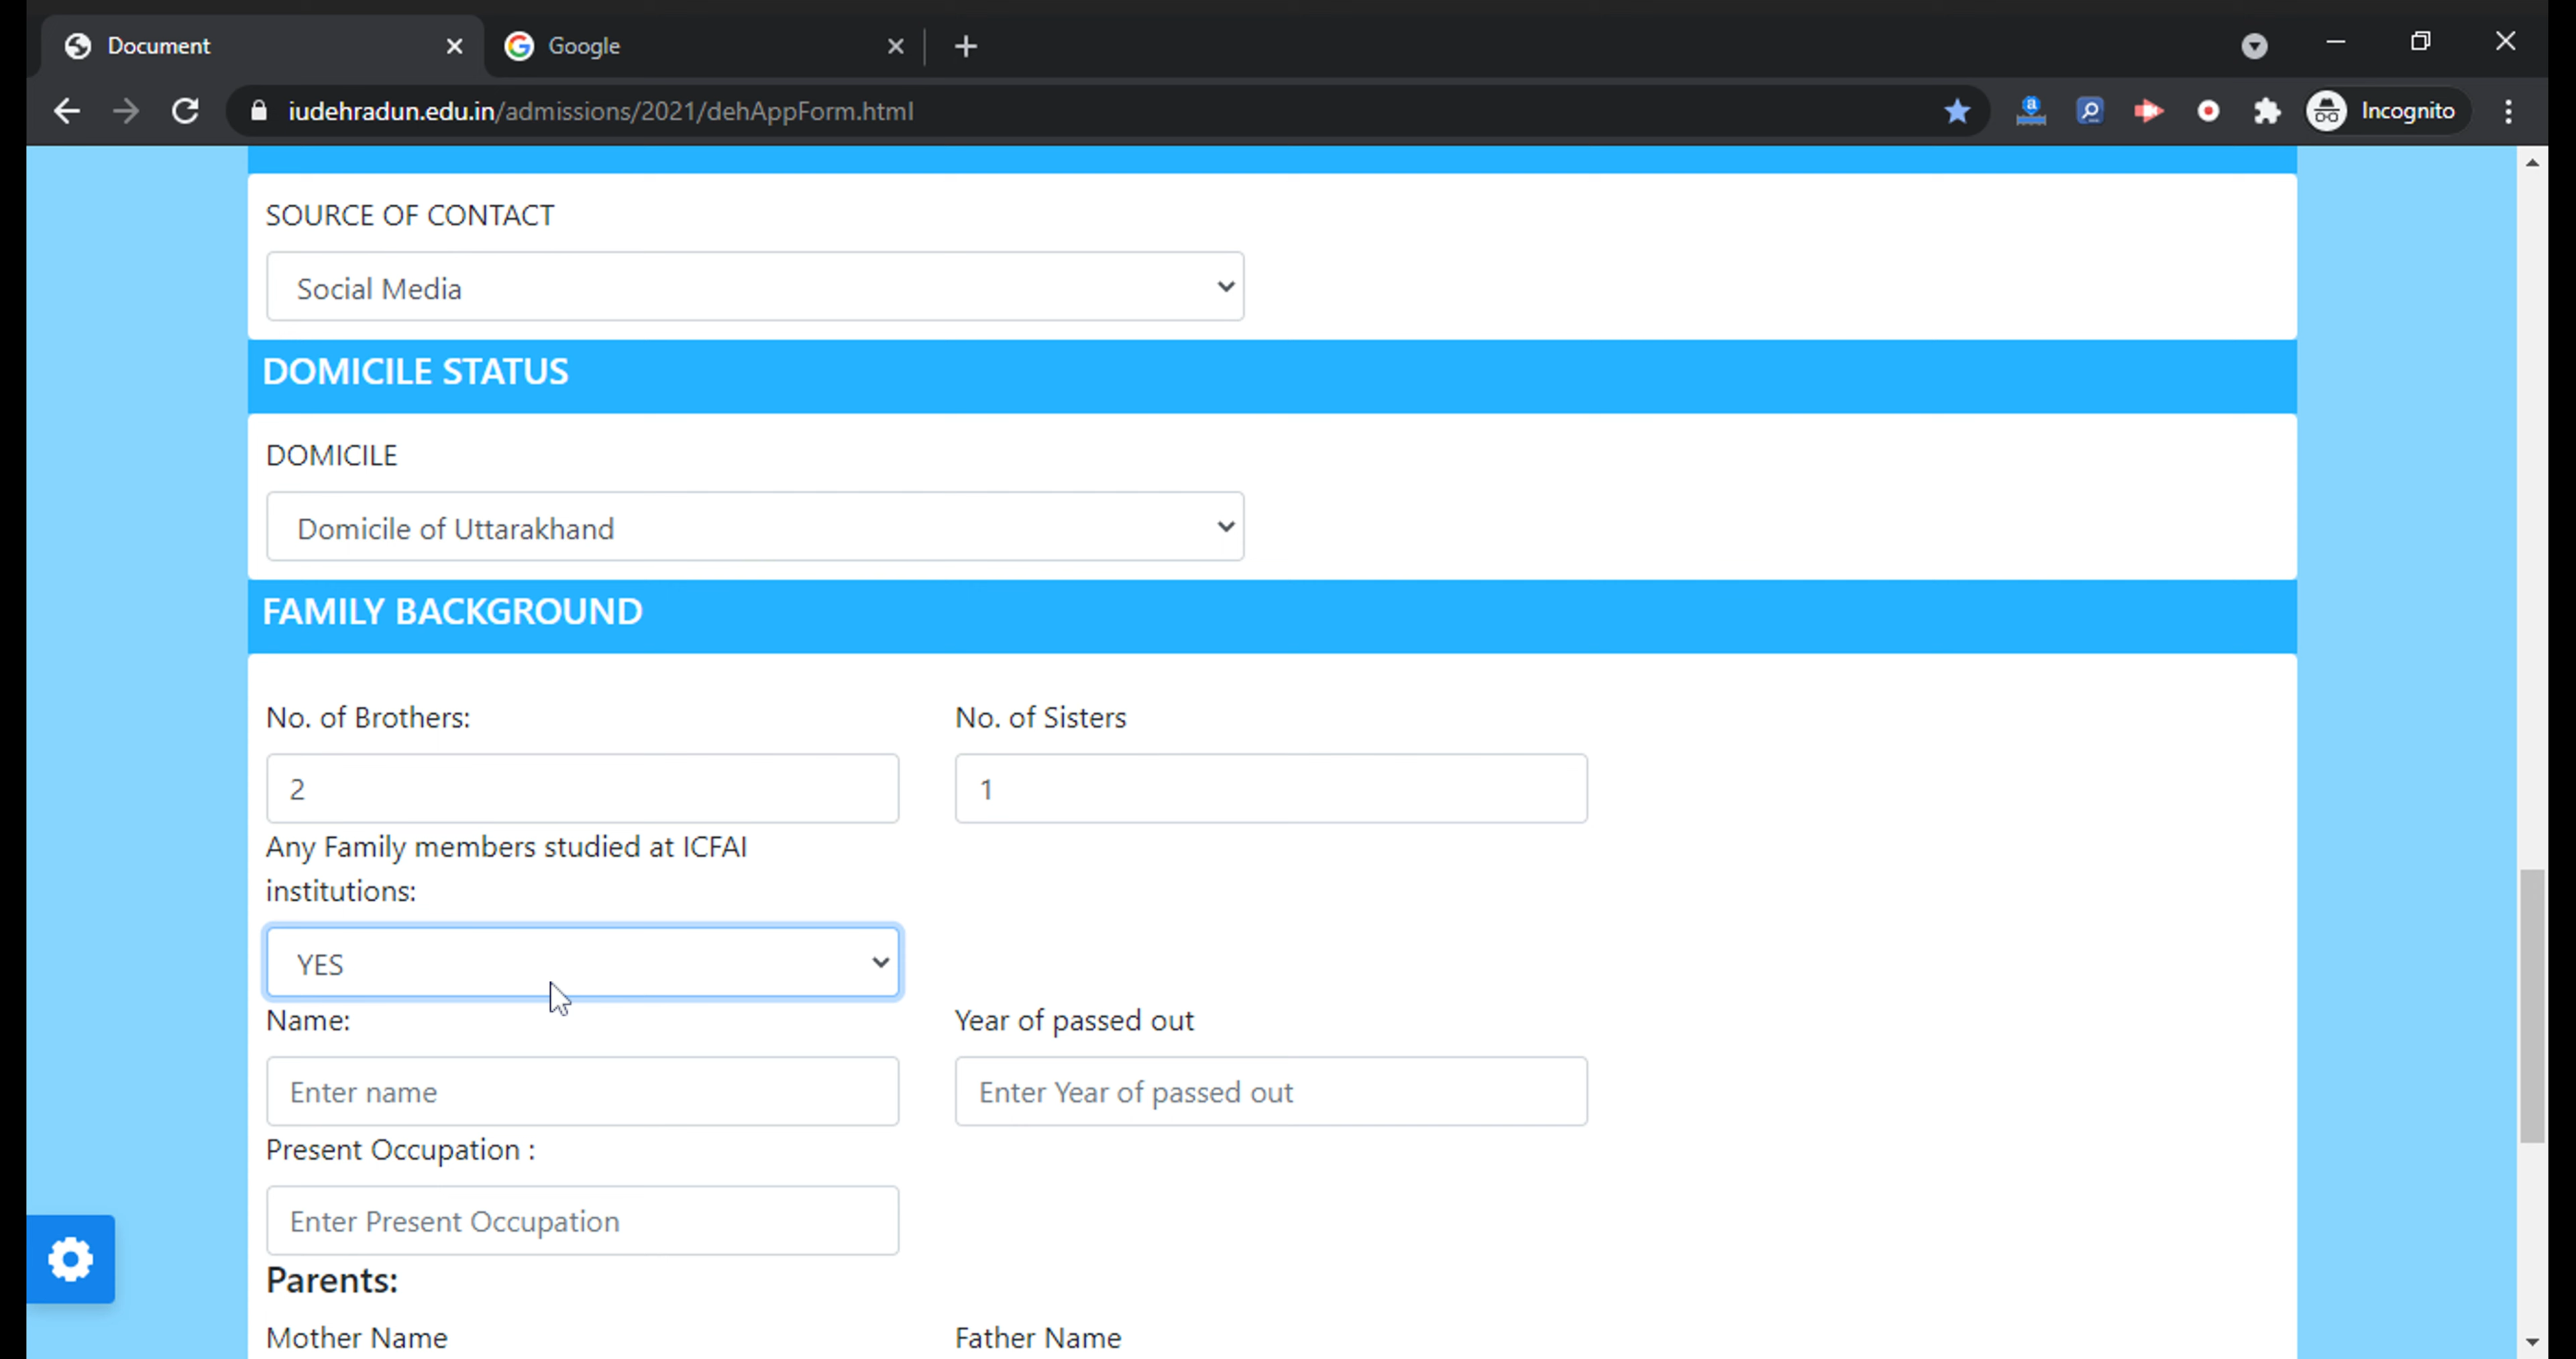 Document
Google
iudehradun.edu.in/admissions/2021/dehAppForm.html
Incognito
SOURCE OF CONTACT
Social Media
DOMICILE STATUS
DOMICILE
Domicile of Uttarakhand
FAMILY BACKGROUND
No. of Brothers: No. of Sisters
2 1
Any Family members studied at ICFAI
institutions:
YES
Name: Year of passed out
Enter name Enter Year of passed out
Present Occupation :
Enter Present Occupation
Parents:
Mother Name Father Name